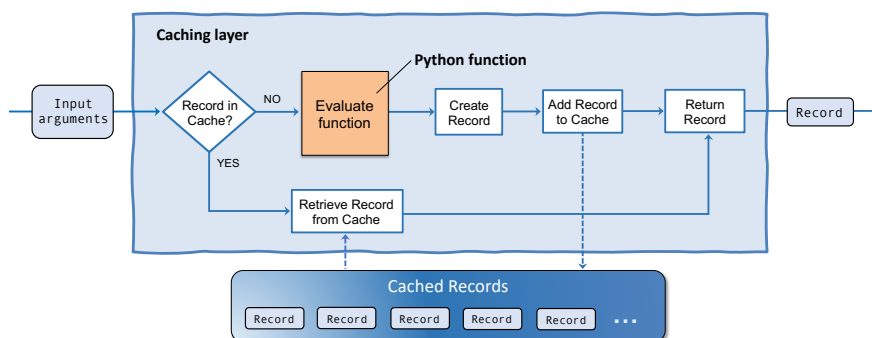 Caching layer
Python function
Input
arguments
Record in
Cache?
NO
Evaluate
function
Create
Record
Add Record
to Cache
Return
Record
Record
YES
Retrieve Record
from Cache
Cached Records
Record
Record
Record
Record
Record
...